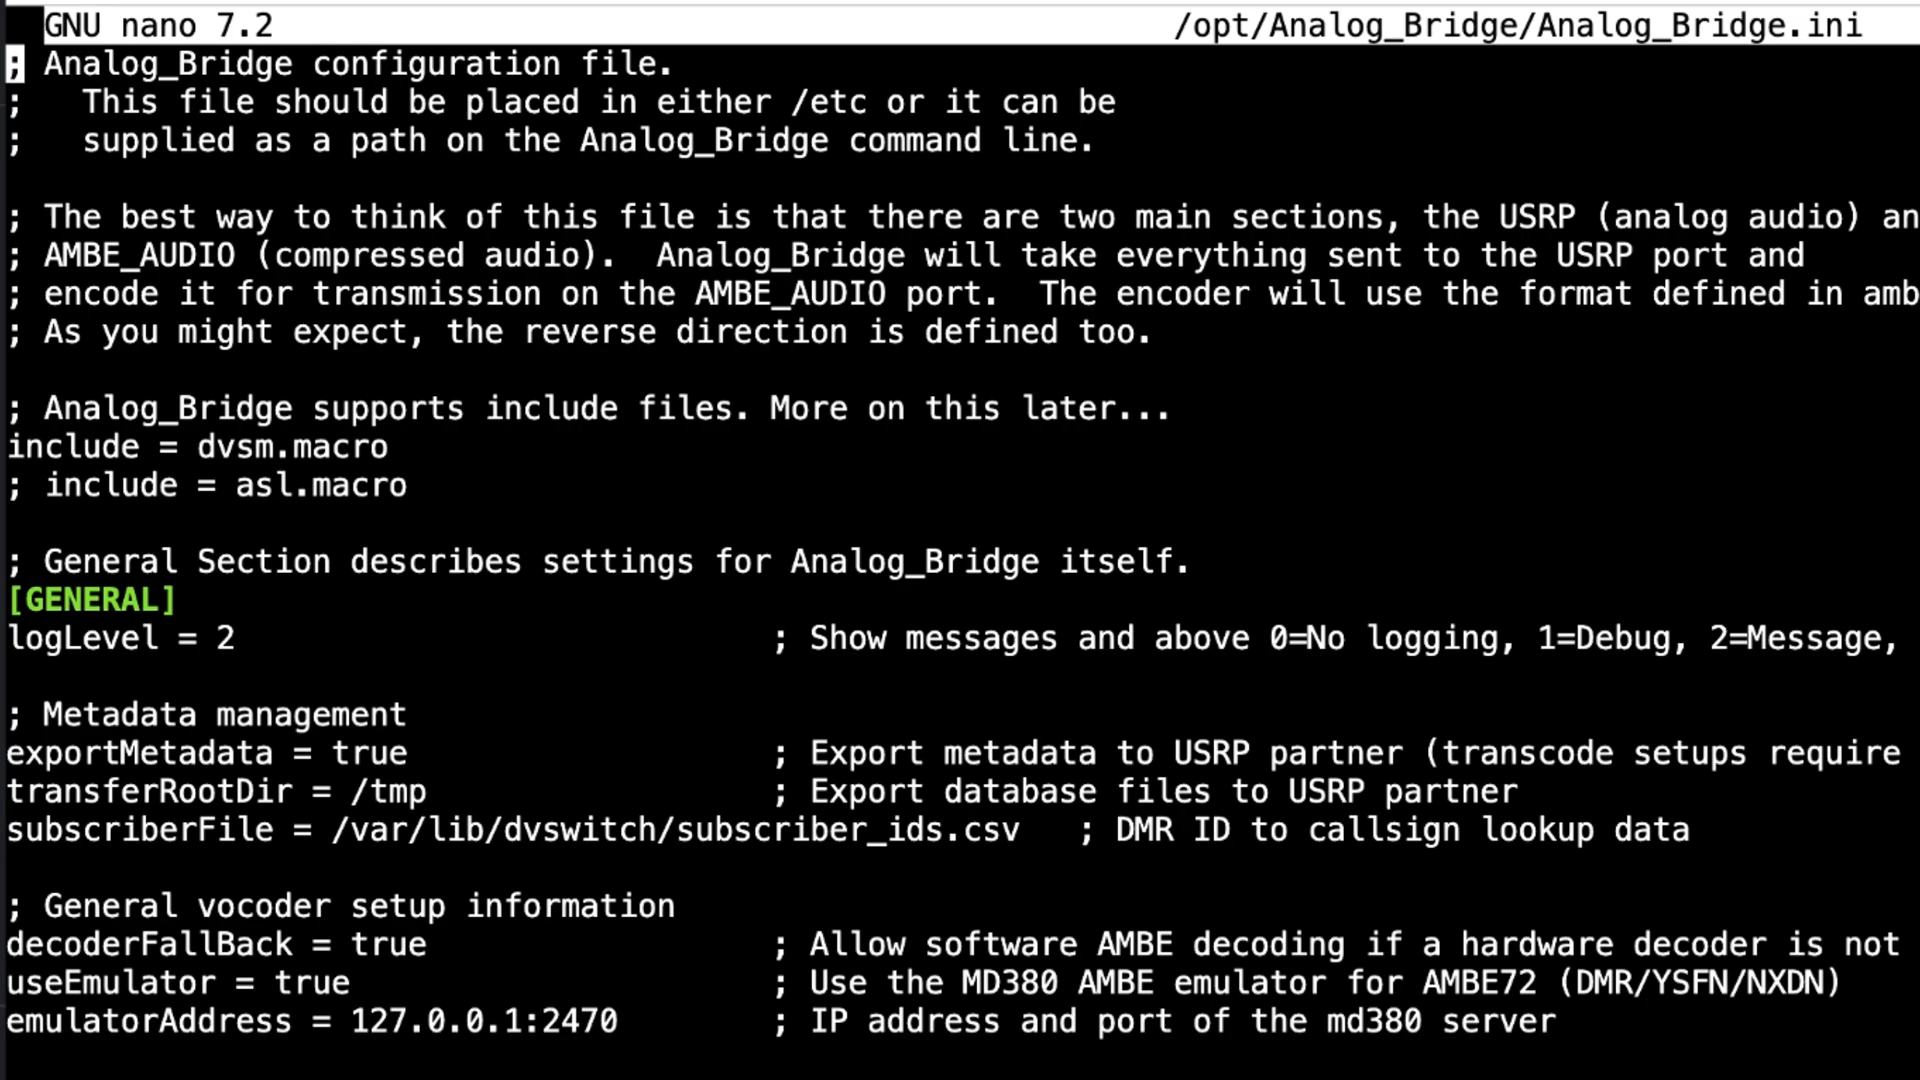 GNU nano 7.2 /opt/Analog_Bridge/Analog_Bridge.ini
; Analog_Bridge configuration file.
;   This file should be placed in either /etc or it can be
;   supplied as a path on the Analog_Bridge command line.
; The best way to think of this file is that there are two main sections, the USRP (analog audio) an
; AMBE_AUDIO (compressed audio).  Analog_Bridge will take everything sent to the USRP port and
; encode it for transmission on the AMBE_AUDIO port.  The encoder will use the format defined in amb
; As you might expect, the reverse direction is defined too.
; Analog_Bridge supports include files. More on this later...
include = dvsm.macro
; include = asl.macro
; General Section describes settings for Analog_Bridge itself.
[GENERAL]
logLevel = 2 ; Show messages and above 0=No logging, 1=Debug, 2=Message,
; Metadata management
exportMetadata = true ; Export metadata to USRP partner (transcode setups require
transferRootDir = /tmp ; Export database files to USRP partner
subscriberFile = /var/lib/dvswitch/subscriber_ids.csv ; DMR ID to callsign lookup data
; General vocoder setup information
decoderFallBack = true ; Allow software AMBE decoding if a hardware decoder is not
useEmulator = true ; Use the MD380 AMBE emulator for AMBE72 (DMR/YSFN/NXDN)
emulatorAddress = 127.0.0.1:2470 ; IP address and port of the md380 server